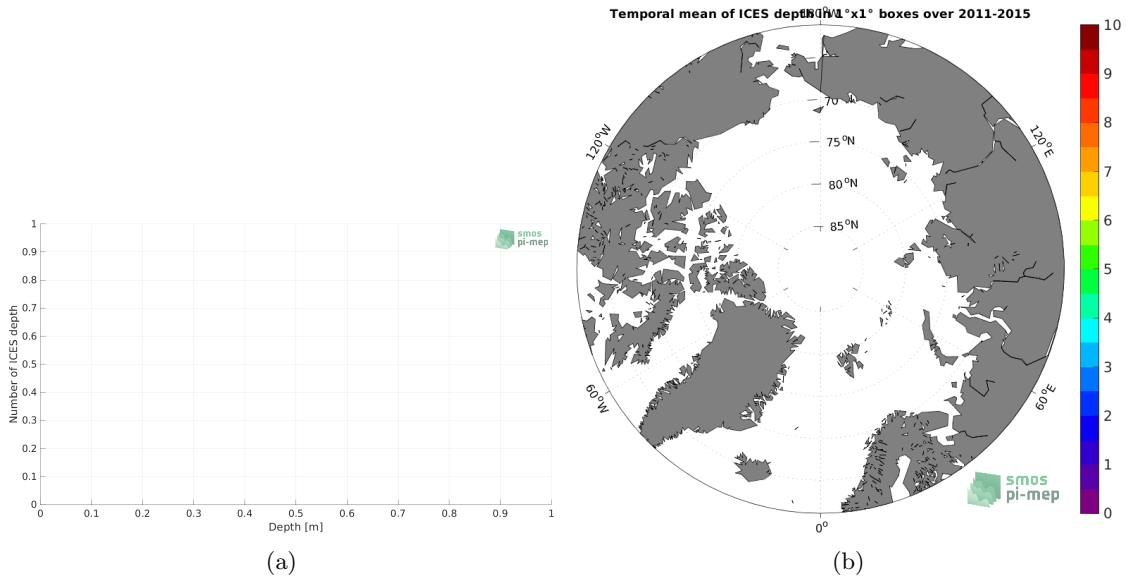 Temporal mean of ICES depth in 1°x1° boxes over 2011-2015
180°W
70°N
75°N
80°N
85°N
120°W
120°E
60°W
60°E
0°
10
9
8
7
6
5
4
3
2
1
0
smos
pi-mep
Number of ICES depth
1
0.9
0.8
0.7
0.6
0.5
0.4
0.3
0.2
0.1
0
smos
pi-mep
0 0.1 0.2 0.3 0.4 0.5 0.6 0.7 0.8 0.9 1
Depth [m]
(a)
(b)